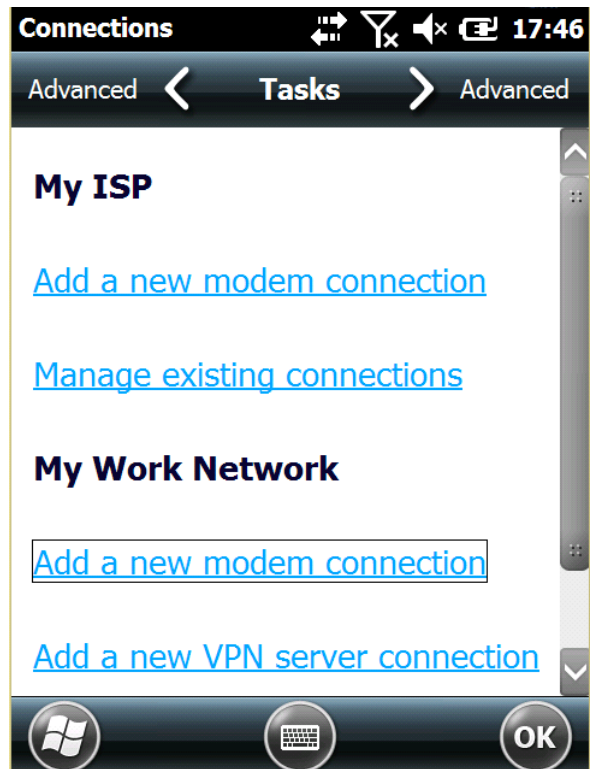 Connections 17:46
Advanced Tasks Advanced
My ISP
Add a new modem connection
Manage existing connections
My Work Network
Add a new modem connection
Add a new VPN server connection
OK